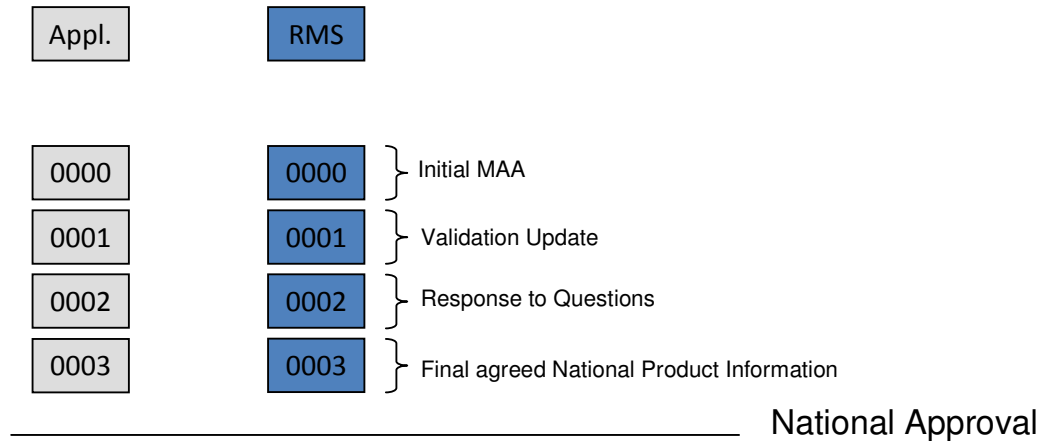 Appl. RMS
0000 0000 Initial MAA
0001 0001 Validation Update
0002 0002 Response to Questions
0003 0003 Final agreed National Product Information
National Approval